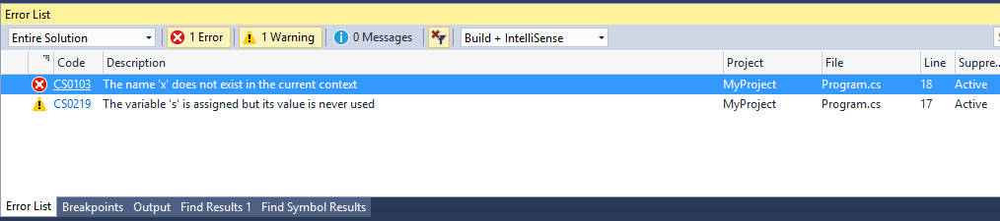 Error List
Entire Solution 1 Error 1 Warning 0 Messages Build + IntelliSense
Code Description Project File Line Suppre...
CS0103 The name 'x' does not exist in the current context MyProject Program.cs 18 Active
CS0219 The variable 's' is assigned but its value is never used MyProject Program.cs 17 Active
Error List Breakpoints Output Find Results 1 Find Symbol Results